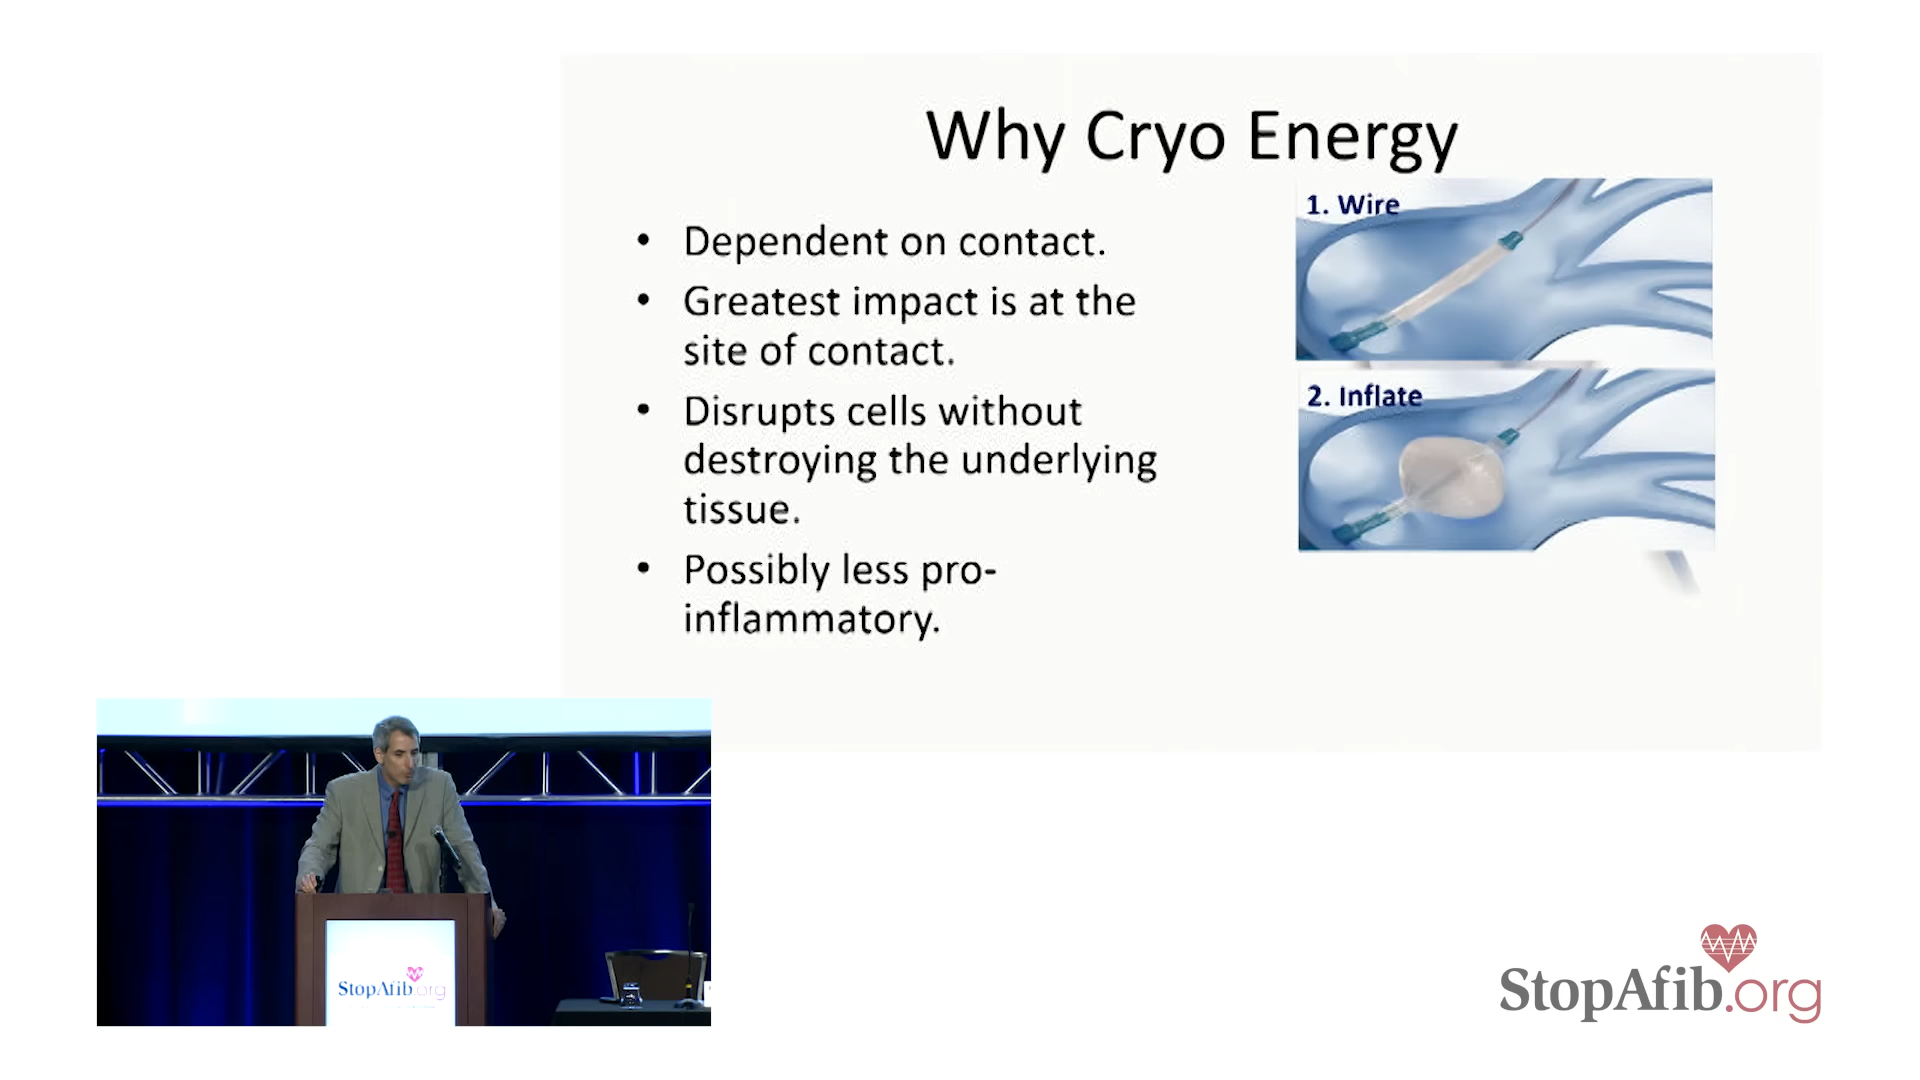 Why Cryo Energy
• Dependent on contact.
• Greatest impact is at the
site of contact.
• Disrupts cells without
destroying the underlying
tissue.
• Possibly less pro-
inflammatory.
1. Wire
2. Inflate
StopAfib.org
StopAfib.org